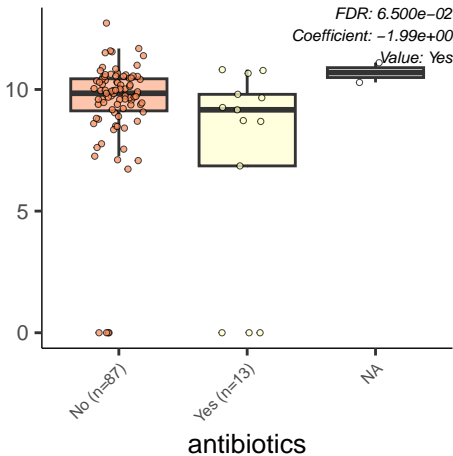 FDR: 6.500e−02
Coefficient: −1.99e+00
Value: Yes
10
5
0
No (n=87)
Yes (n=13)
NA
antibiotics